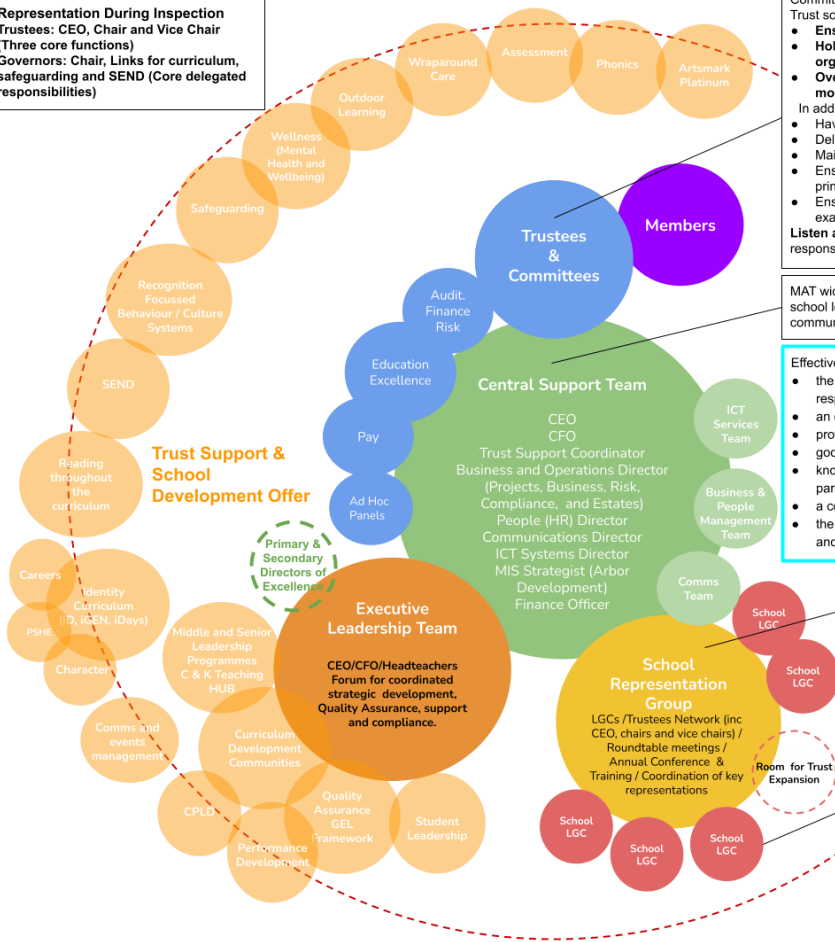 Representation During Inspection
Trustees: CEO, Chair and Vice Chair
(Three core functions)
Governors: Chair, Links for curriculum,
safeguarding and SEND (Core delegated
responsibilities)
Trust
●
●
●
In
●
●
●
●
●
Listen
MAT
school
Effective
●
the
●
an
●
●
●
●
a
●
the
Wraparound
Care
Assessment
Phonics
Artsmark
Platinum
Outdoor
Learning
Wellness
(Mental
Health and
Wellbeing)
Safeguarding
Recognition
Focussed
Behaviour / Culture
Systems
SEND
Reading
throughout
the
curriculum
Trust Support &
School
Development Offer
Careers
PSHE
Character
Identity
Curriculum
(ID, iGEN, iDays)
Comms and
events
management
Middle and Senior
Leadership
Programmes
C & K Teaching
HUB
Curriculum
Development
Communities
CPLD
Performance
Development
Quality
Assurance
GEL
Framework
Student
Leadership
Members
Trustees
&
Committees
Audit.
Finance
Risk
Education
Excellence
Pay
Ad Hoc
Panels
Primary &
Secondary
Directors of
Excellence
Central Support Team
CEO
CFO
Trust Support Coordinator
Business and Operations Director
(Projects, Business, Risk,
Compliance, and Estates)
People (HR) Director
Communications Director
ICT Systems Director
MIS Strategist (Arbor
Development)
Finance Officer
ICT
Services
Team
Business &
People
Management
Team
Comms
Team
Executive
Leadership Team
CEO/CFO/Headteachers
Forum for coordinated
strategic development,
Quality Assurance, support
and compliance.
School
Representation
Group
LGCs /Trustees Network (inc
CEO, chairs and vice chairs) /
Roundtable meetings /
Annual Conference &
Training / Coordination of key
representations
School
LGC
School
LGC
Room for Trust
Expansion
School
LGC
School
LGC
School
LGC